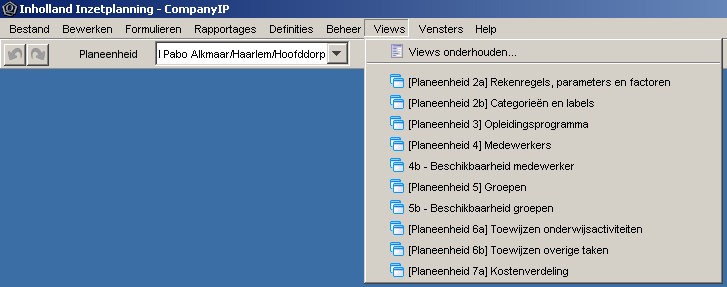 Inholland Inzetplanning - CompanyIP
Bestand Bewerken Formulieren Rapportages Definities Beheer Views Vensters Help
Planeenheid l Pabo Alkmaar/Haarlem/Hoofddorp
Views onderhouden...
[Planeenheid 2a] Rekenregels, parameters en factoren
[Planeenheid 2b] Categorieën en labels
[Planeenheid 3] Opleidingsprogramma
[Planeenheid 4] Medewerkers
4b - Beschikbaarheid medewerker
[Planeenheid 5] Groepen
5b - Beschikbaarheid groepen
[Planeenheid 6a] Toewijzen onderwijsactiviteiten
[Planeenheid 6b] Toewijzen overige taken
[Planeenheid 7a] Kostenverdeling